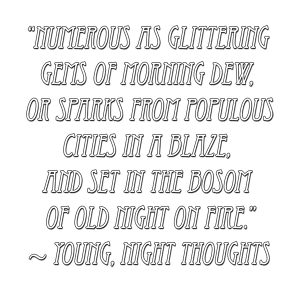 "NUMEROUS AS GLITTERING
GEMS OF MORNING DEW,
OR SPARKS FROM POPULOUS
CITIES IN A BLAZE,
AND SET IN THE BOSOM
OF OLD NIGHT ON FIRE."
~ YOUNG, NIGHT THOUGHTS